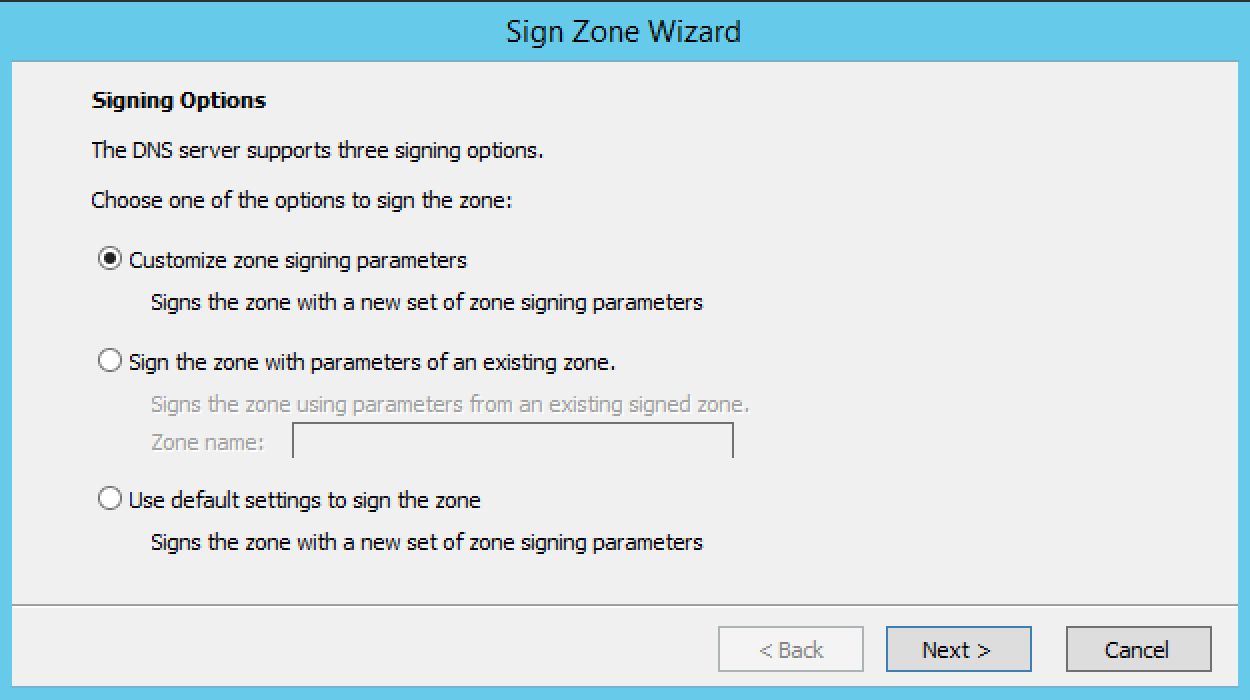 Sign Zone Wizard
Signing Options
The DNS server supports three signing options.
Choose one of the options to sign the zone:
Customize zone signing parameters
Signs the zone with a new set of zone signing parameters
Sign the zone with parameters of an existing zone.
Signs the zone using parameters from an existing signed zone.
Zone name:
Use default settings to sign the zone
Signs the zone with a new set of zone signing parameters
< Back Next > Cancel